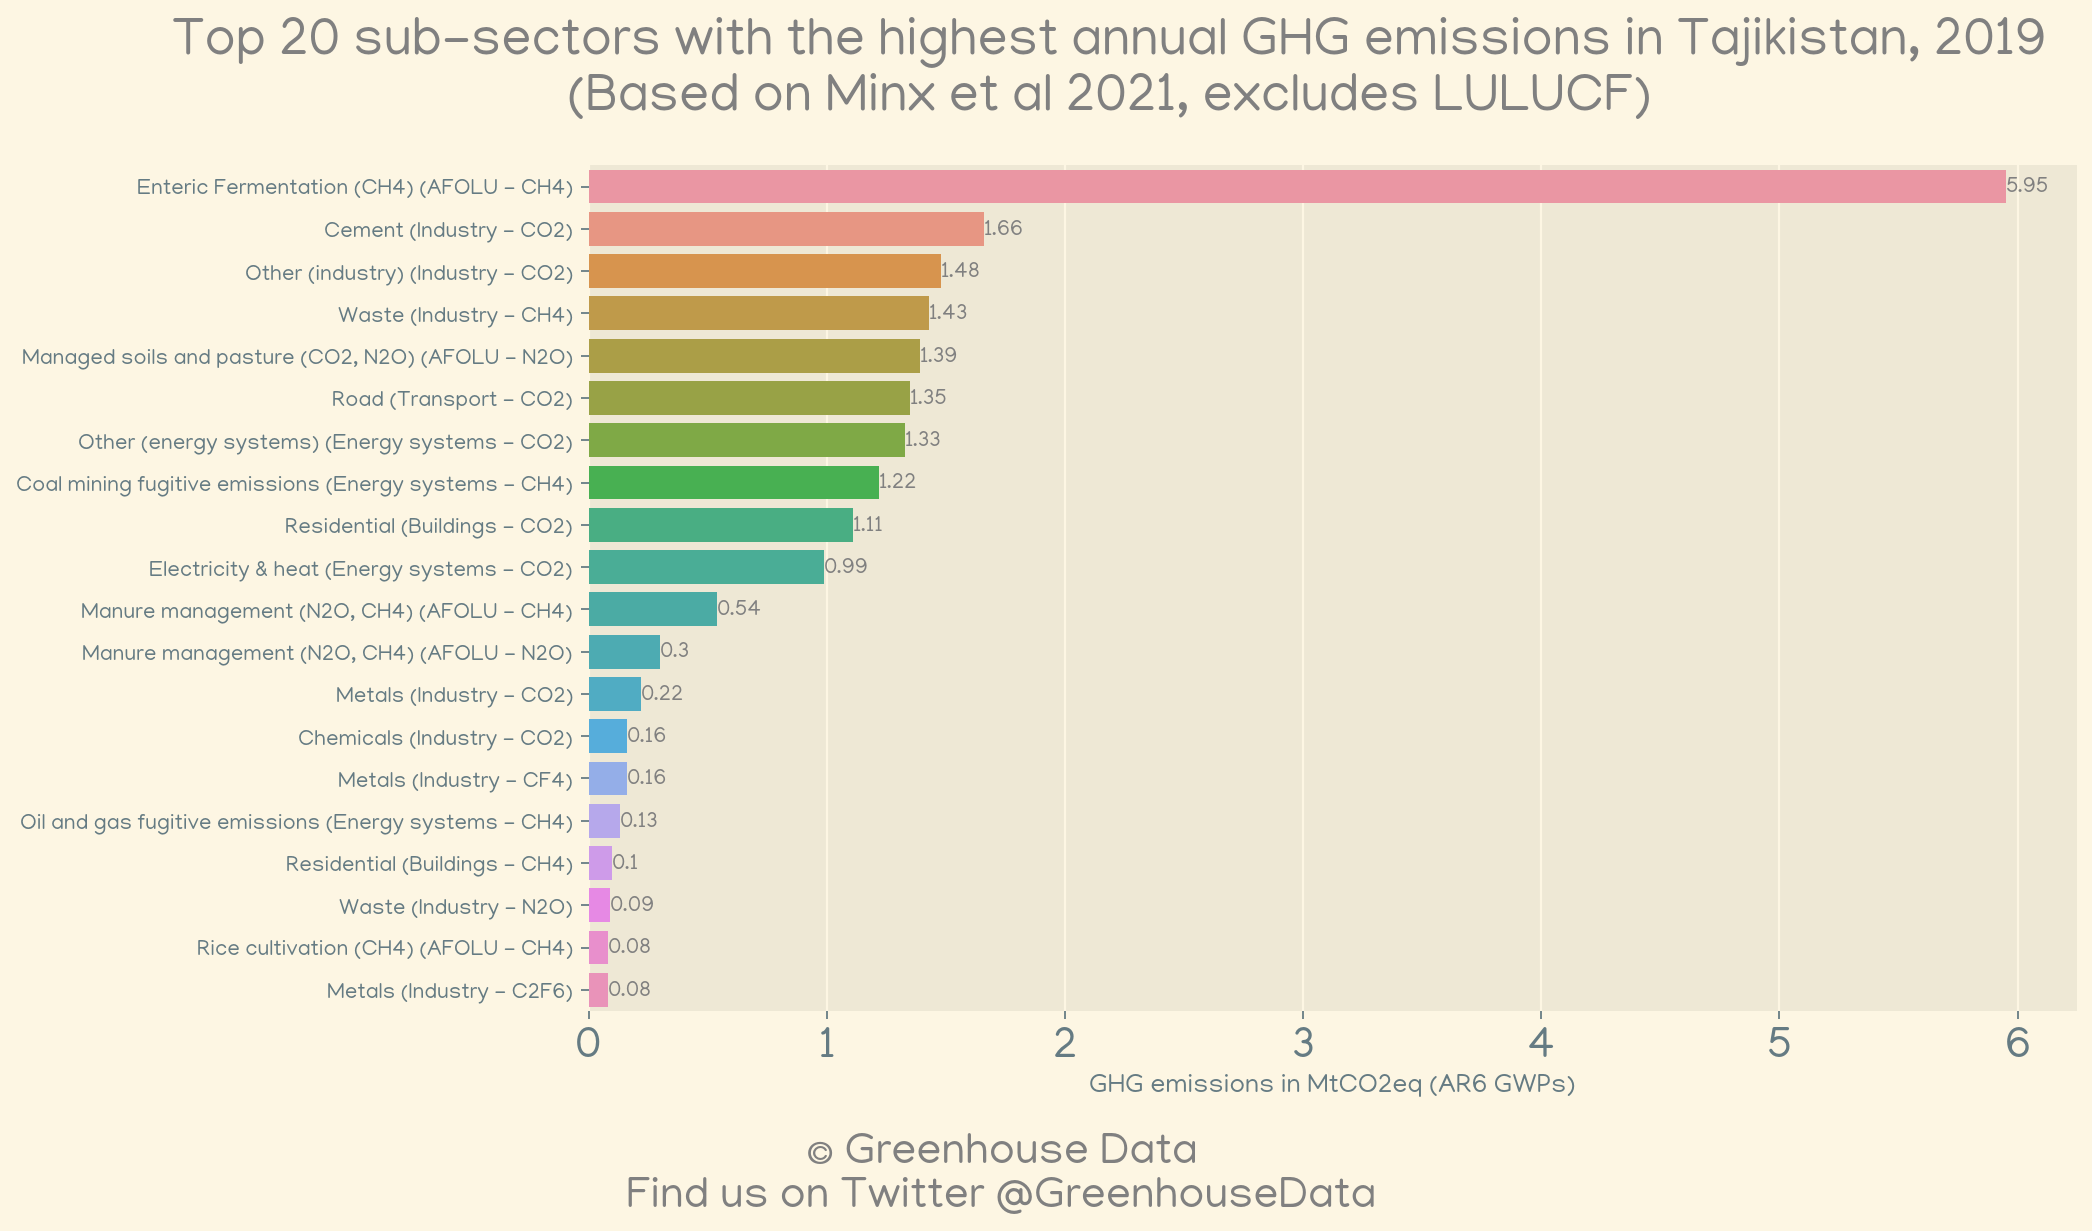 Top 20 sub-sectors with the highest annual GHG emissions in Tajikistan, 2019
(Based on Minx et al 2021, excludes LULUCF)
Enteric Fermentation (CH4) (AFOLU - CH4) 5.95
Cement (Industry - CO2) 1.66
Other (industry) (Industry - CO2) 1.48
Waste (Industry - CH4) 1.43
Managed soils and pasture (CO2, N2O) (AFOLU - N2O) 1.39
Road (Transport - CO2) 1.35
Other (energy systems) (Energy systems - CO2) 1.33
Coal mining fugitive emissions (Energy systems - CH4) 1.22
Residential (Buildings - CO2) 1.11
Electricity & heat (Energy systems - CO2) 0.99
Manure management (N2O, CH4) (AFOLU - CH4) 0.54
Manure management (N2O, CH4) (AFOLU - N2O) 0.3
Metals (Industry - CO2) 0.22
Chemicals (Industry - CO2) 0.16
Metals (Industry - CF4) 0.16
Oil and gas fugitive emissions (Energy systems - CH4) 0.13
Residential (Buildings - CH4) 0.1
Waste (Industry - N2O) 0.09
Rice cultivation (CH4) (AFOLU - CH4) 0.08
Metals (Industry - C2F6) 0.08
0 1 2 3 4 5 6
GHG emissions in MtCO2eq (AR6 GWPs)
© Greenhouse Data
Find us on Twitter @GreenhouseData